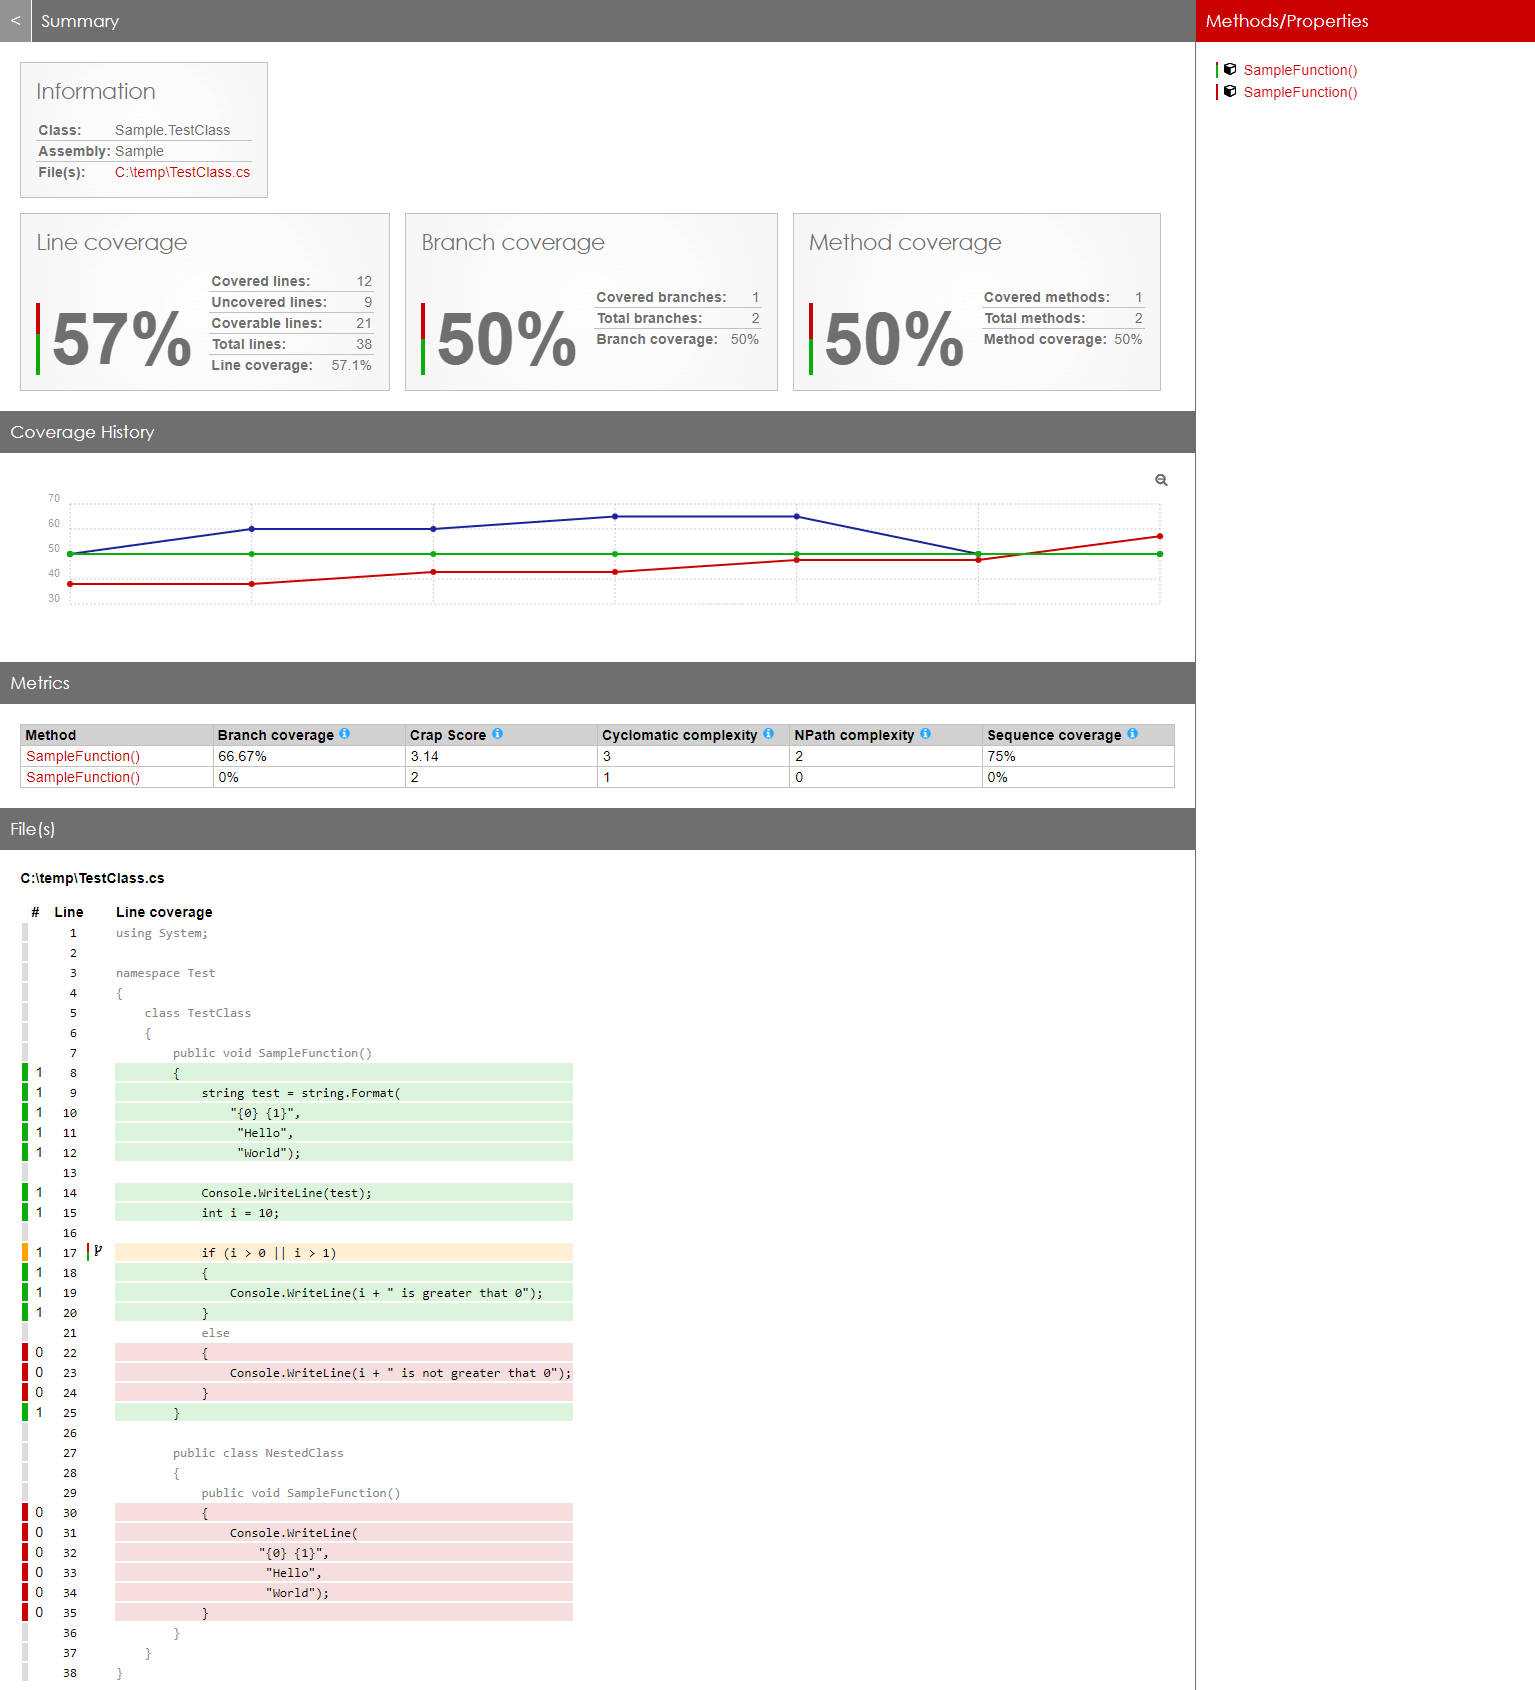 < Summary
Methods/Properties
SampleFunction()
SampleFunction()
Information
Class: Sample.TestClass
Assembly: Sample
File(s): C:\temp\TestClass.cs
Line coverage
57%
Covered lines: 12
Uncovered lines: 9
Coverable lines: 21
Total lines: 38
Line coverage: 57.1%
Branch coverage
50%
Covered branches: 1
Total branches: 2
Branch coverage: 50%
Method coverage
50%
Covered methods: 1
Total methods: 2
Method coverage: 50%
Coverage History
70
60
50
40
30
Metrics
Method Branch coverage Crap Score Cyclomatic complexity NPath complexity Sequence coverage
SampleFunction() 66.67% 3.14 3 2 75%
SampleFunction() 0% 2 1 0 0%
File(s)
C:\temp\TestClass.cs
# Line Line coverage
1 using System;
2
3 namespace Test
4 {
5 class TestClass
6 {
7 public void SampleFunction()
1 8 {
1 9 string test = string.Format(
1 10 "{0} {1}",
1 11 "Hello",
1 12 "World");
13
1 14 Console.WriteLine(test);
1 15 int i = 10;
16
1 17 if (i > 0 || i > 1)
1 18 {
1 19 Console.WriteLine(i + " is greater that 0");
1 20 }
21 else
0 22 {
0 23 Console.WriteLine(i + " is not greater that 0");
0 24 }
1 25 }
26
27 public class NestedClass
28 {
29 public void SampleFunction()
0 30 {
0 31 Console.WriteLine(
0 32 "{0} {1}",
0 33 "Hello",
0 34 "World");
0 35 }
36 }
37 }
38 }